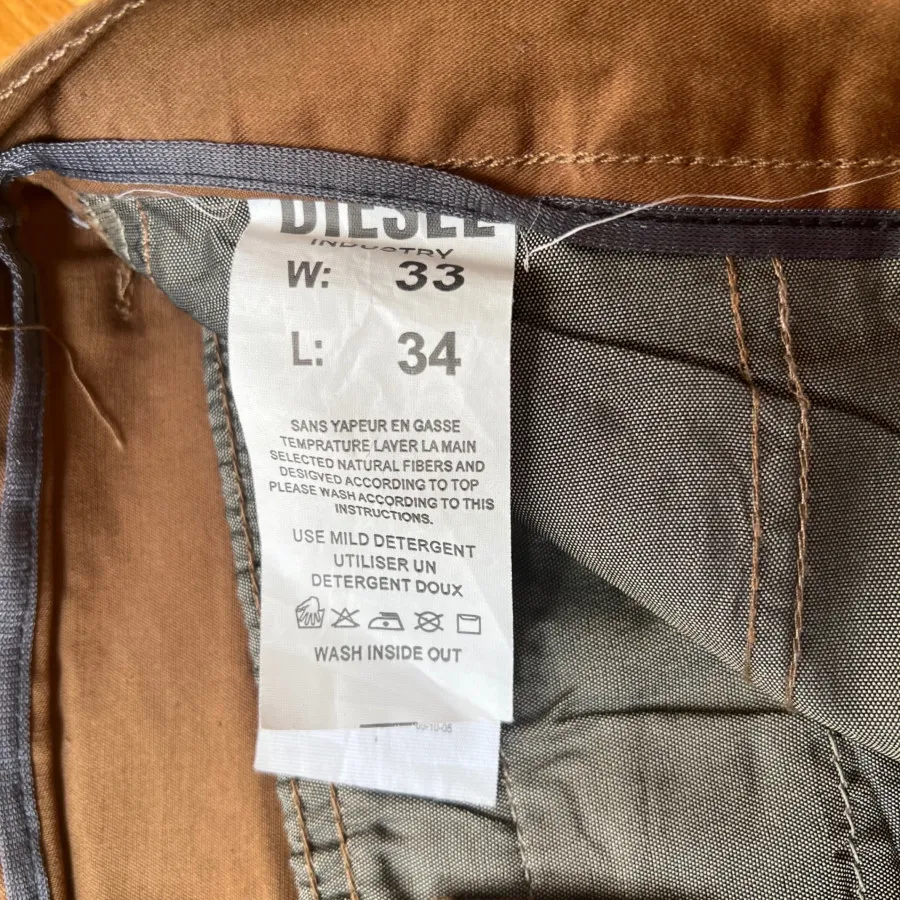 DIESEL
INDUSTRY
W: 33
L: 34
SANS YAPEUR EN GASSE
TEMPRATURE LAVER LA MAIN
SELECTED NATURAL FIBERS AND
DESIGVED ACCORDING TO TOP
PLEASE WASH ACCORDING TO THIS
INSTRUCTIONS.
USE MILD DETERGENT
UTILISER UN
DETERGENT DOUX
WASH INSIDE OUT